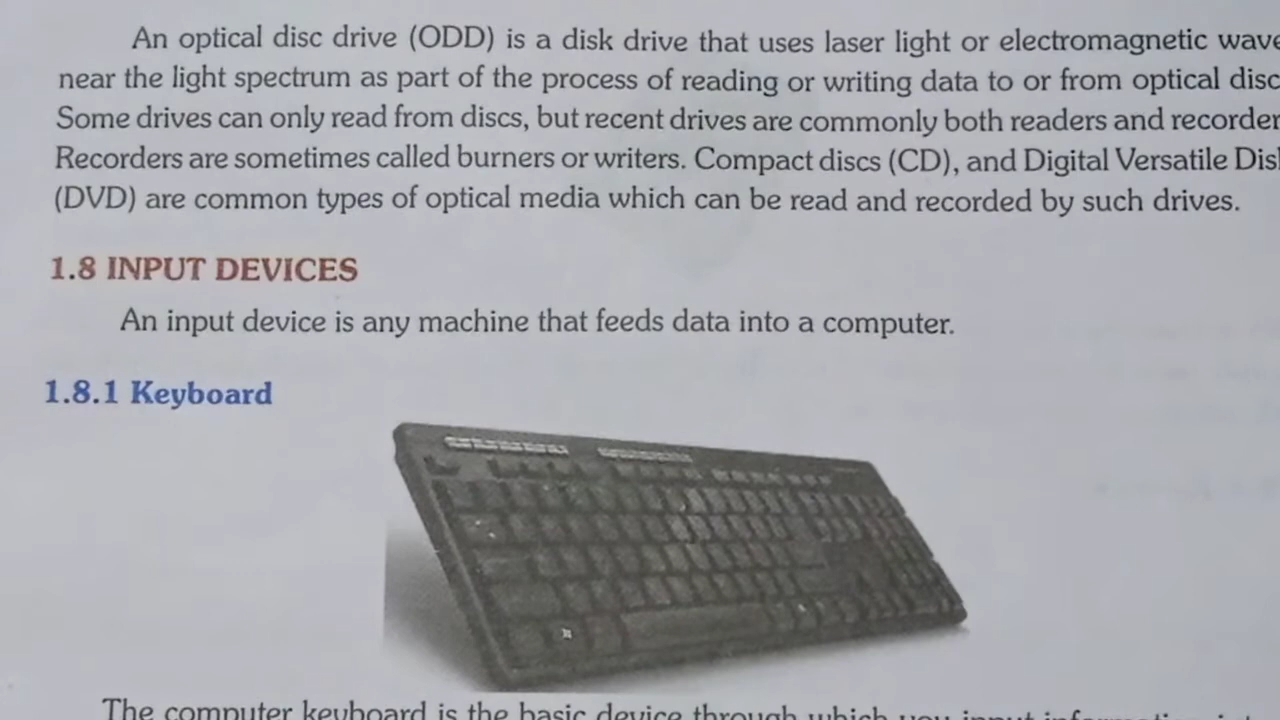 An optical disc drive (ODD) is a disk drive that uses laser light or electromagnetic wave
near the light spectrum as part of the process of reading or writing data to or from optical disc
Some drives can only read from discs, but recent drives are commonly both readers and recorder
Recorders are sometimes called burners or writers. Compact discs (CD), and Digital Versatile Dis
(DVD) are common types of optical media which can be read and recorded by such drives.
1.8 INPUT DEVICES
An input device is any machine that feeds data into a computer.
1.8.1 Keyboard
The computer keyboard is the basic device through which you input information